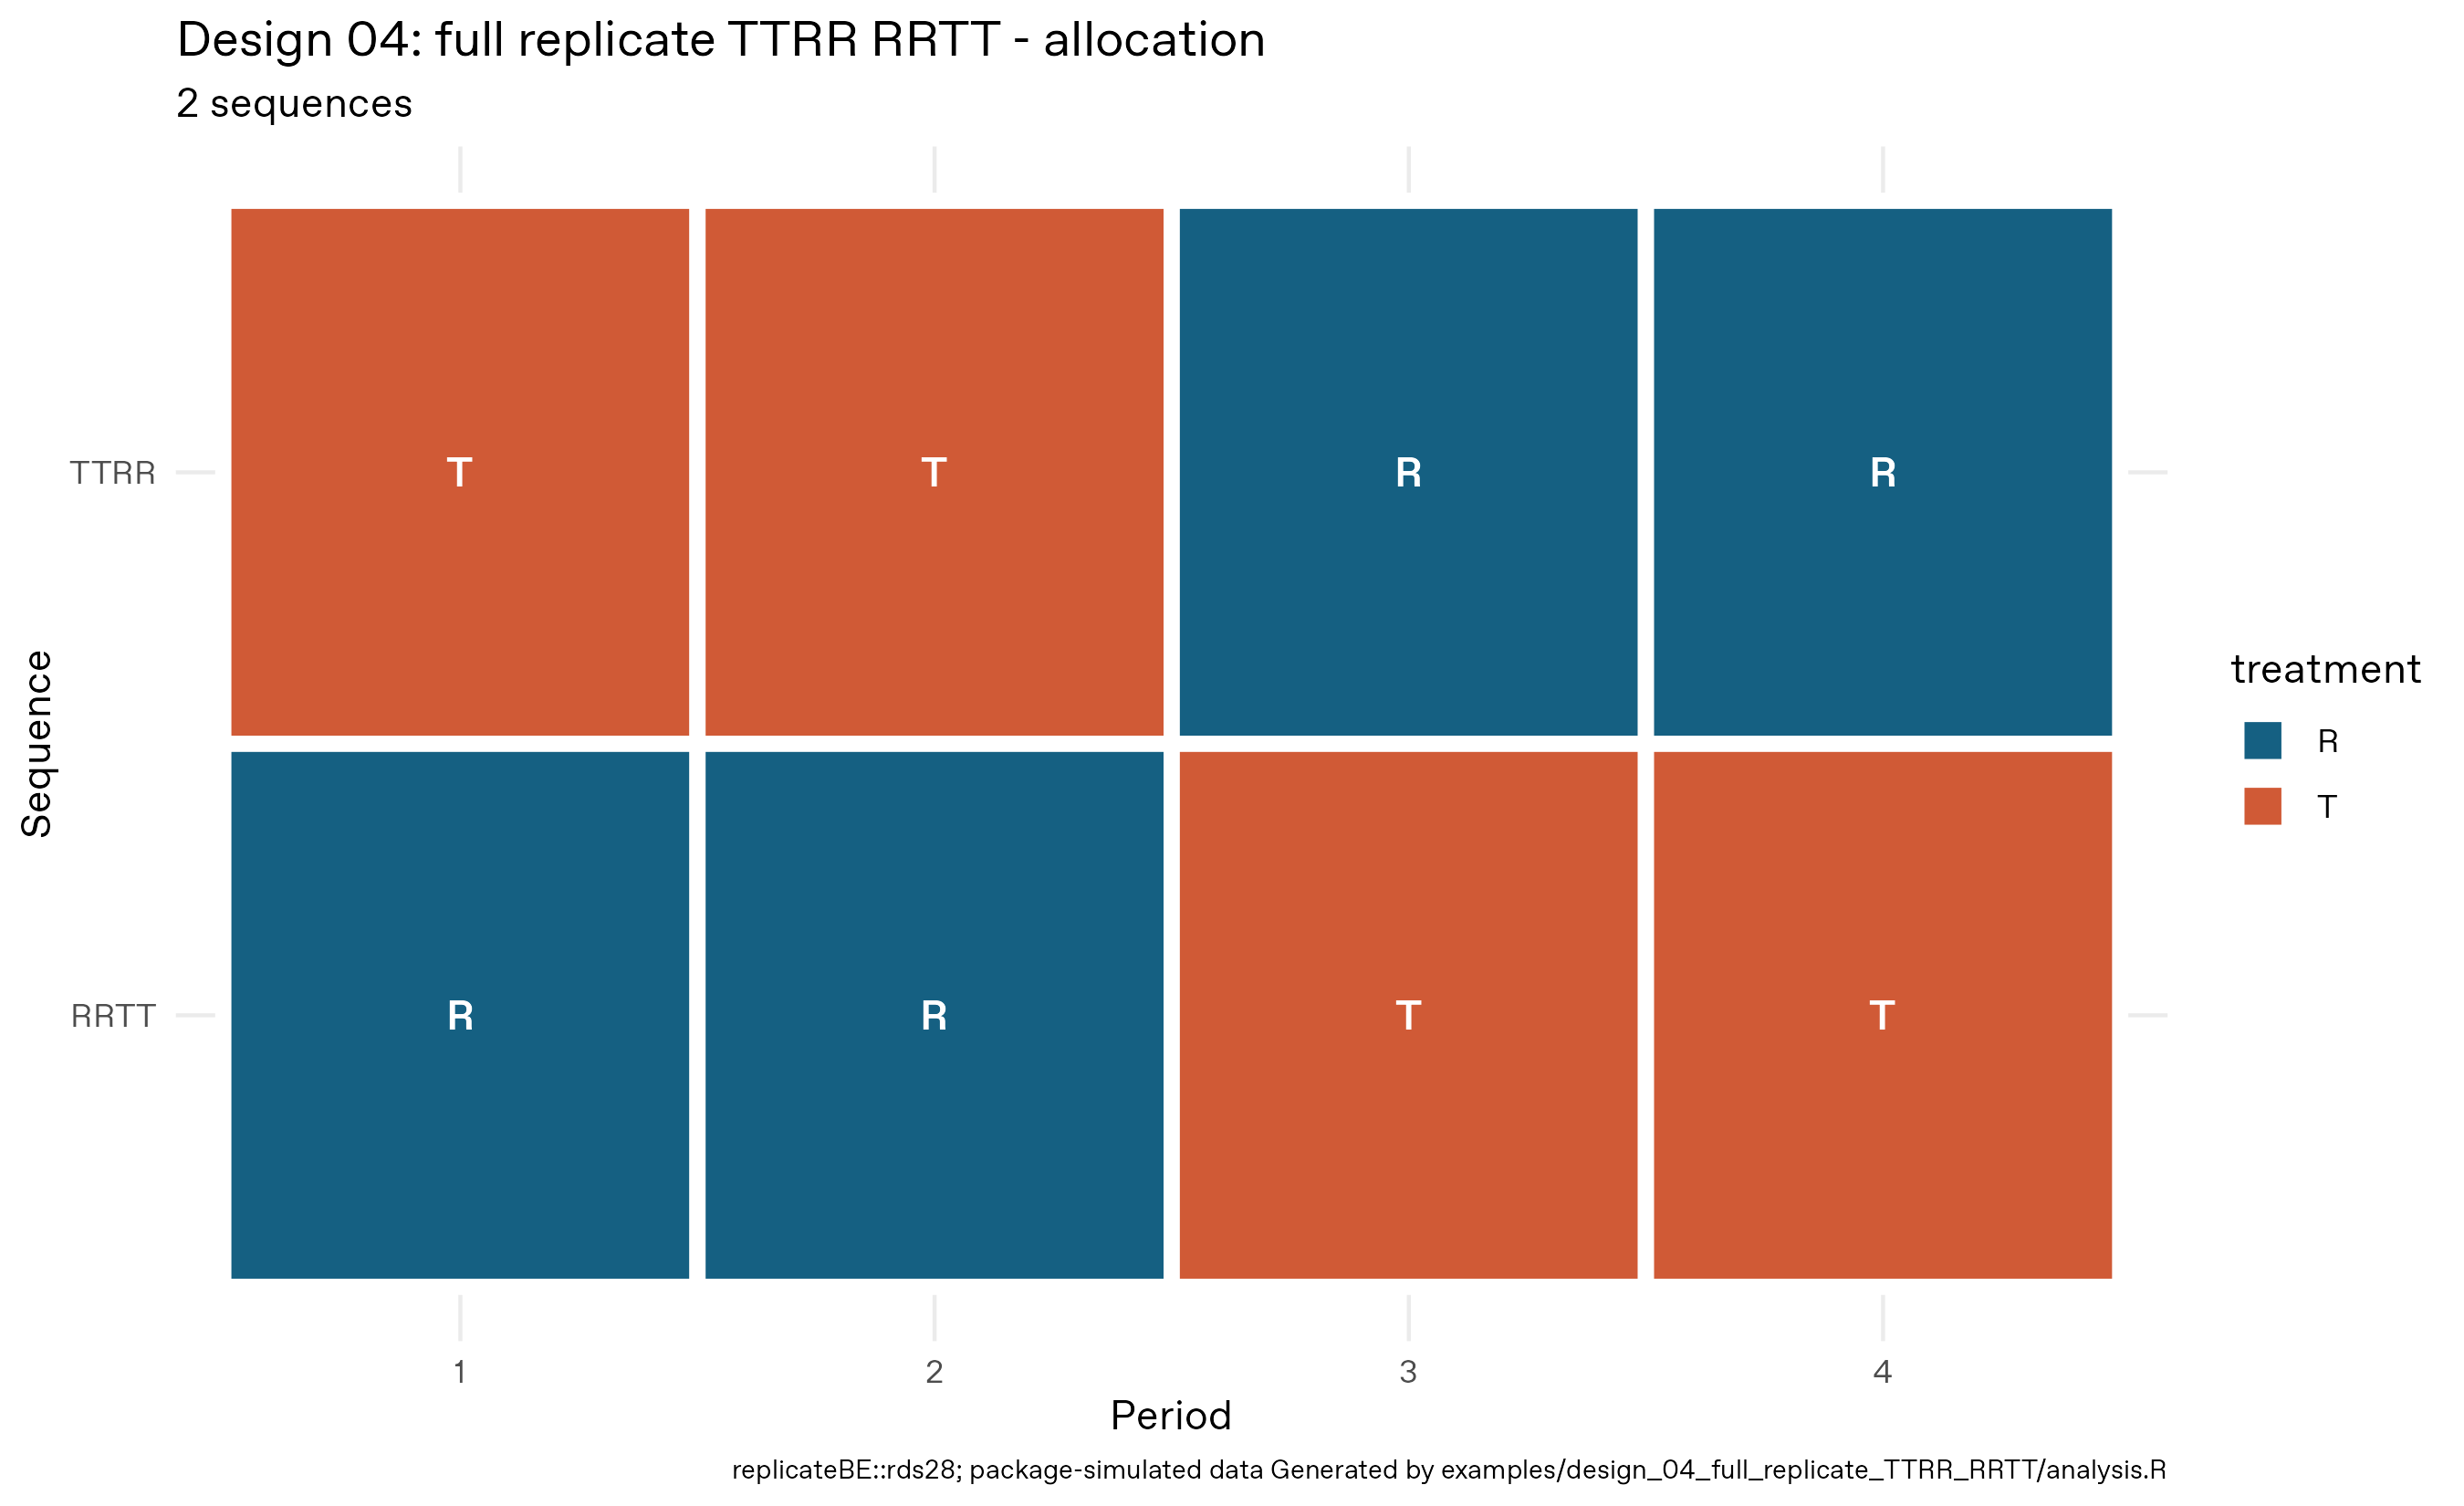 Design 04: full replicate TTRR RRTT - allocation
2 sequences
TTRR
T T R R
RRTT
R R T T
Sequence
1 2 3 4
Period
treatment
R
T
replicateBE::rds28; package-simulated data Generated by examples/design_04_full_replicate_TTRR_RRTT/analysis.R